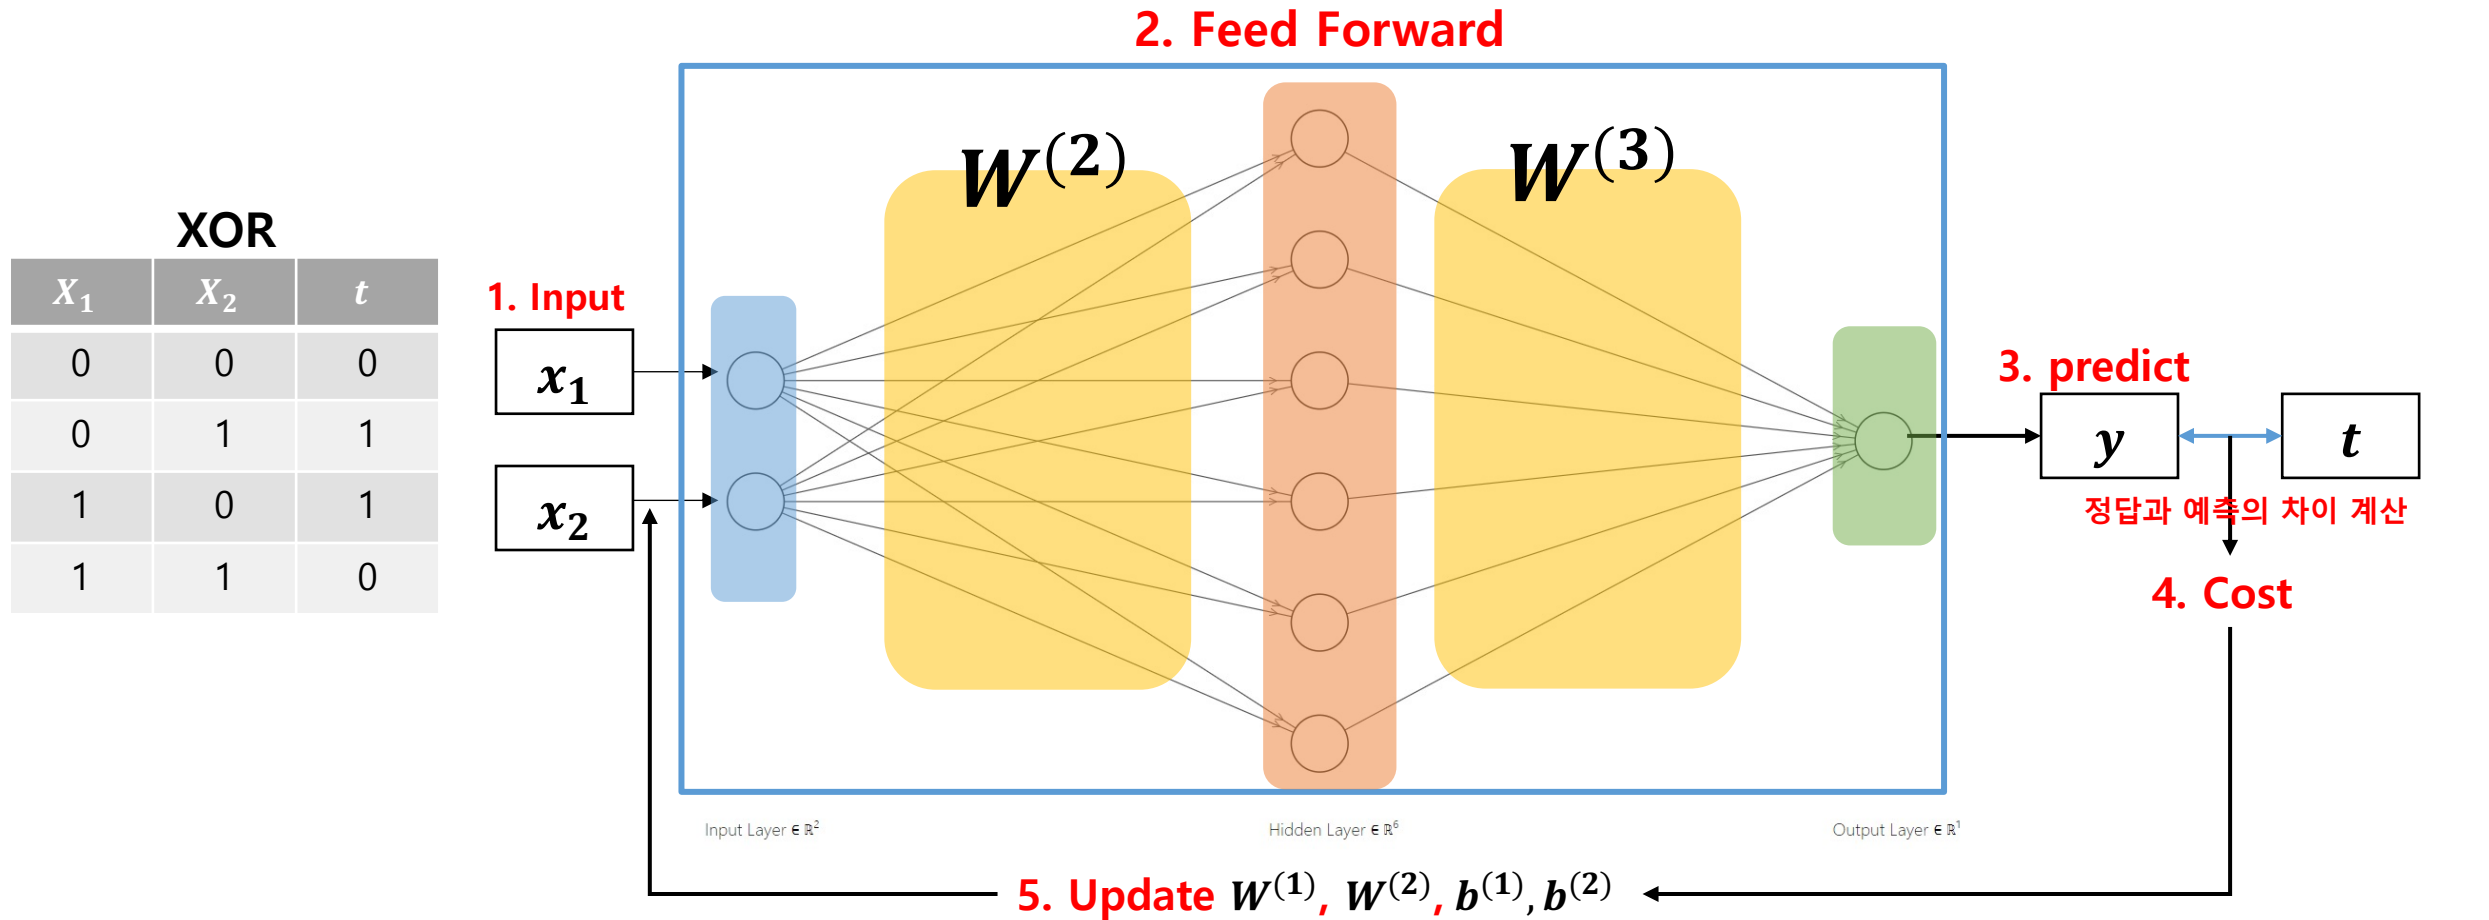 2. Feed Forward
W⁽²⁾
W⁽³⁾
XOR
X₁ X₂ t
0 0 0
0 1 1
1 0 1
1 1 0
1. Input
x₁
x₂
3. predict
y
t
정답과 예측의 차이 계산
4. Cost
Input Layer ∈ ℝ²
Hidden Layer ∈ ℝ⁶
Output Layer ∈ ℝ¹
5. Update W⁽¹⁾, W⁽²⁾, b⁽¹⁾, b⁽²⁾